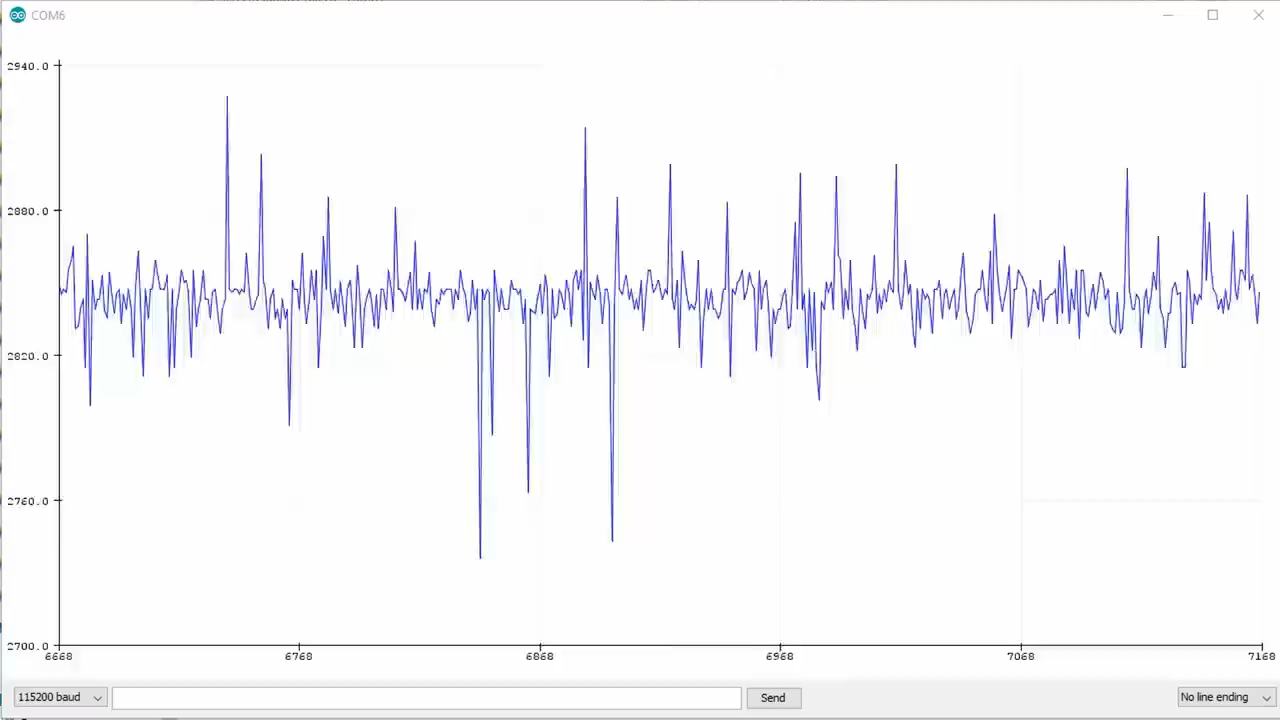 COM6
2940.0
2880.0
2820.0
2760.0
2700.0
6668 6768 6868 6968 7068 7168
115200 baud Send No line ending